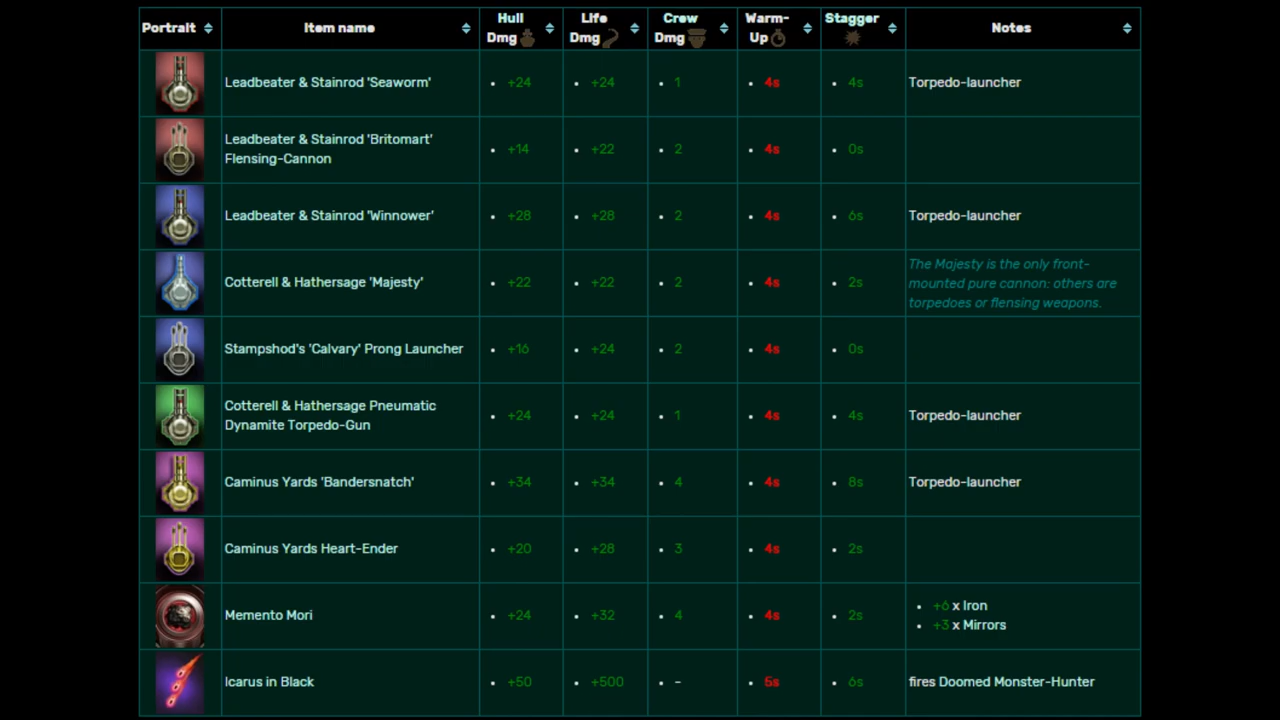 Portrait Item name Hull Dmg Life Dmg Crew Dmg Warm-Up Stagger Notes
Leadbeater & Stainrod 'Seaworm' +24 +24 1 4s 4s Torpedo-launcher
Leadbeater & Stainrod 'Britomart'
Flensing-Cannon +14 +22 2 4s 0s
Leadbeater & Stainrod 'Winnower' +28 +28 2 4s 6s Torpedo-launcher
Cotterell & Hathersage 'Majesty' +22 +22 2 4s 2s
The Majesty is the only front-
mounted pure cannon: others are
torpedoes or flensing weapons.
Stampshod's 'Calvary' Prong Launcher +16 +24 2 4s 0s
Cotterell & Hathersage Pneumatic
Dynamite Torpedo-Gun +24 +24 1 4s 4s Torpedo-launcher
Caminus Yards 'Bandersnatch' +34 +34 4 4s 8s Torpedo-launcher
Caminus Yards Heart-Ender +20 +28 3 4s 2s
Memento Mori +24 +32 4 4s 2s
+6 x Iron
+3 x Mirrors
Icarus in Black +50 +500 - 5s 6s fires Doomed Monster-Hunter